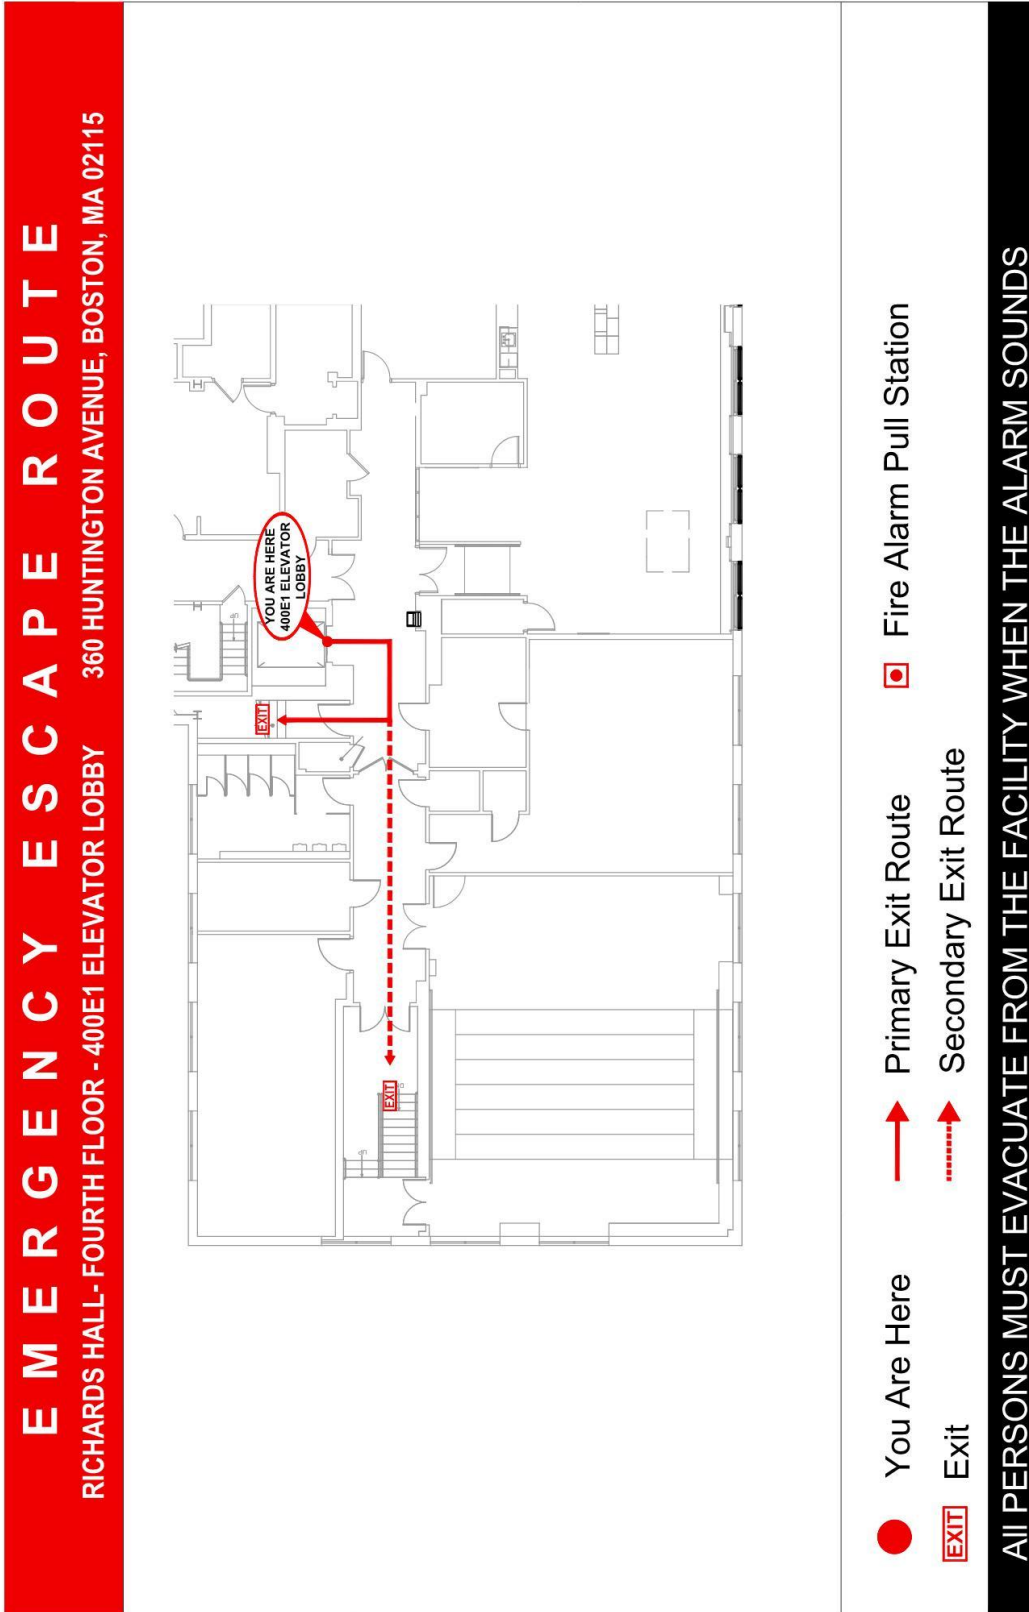 EMERGENCY ESCAPE ROUTE
RICHARDS HALL- FOURTH FLOOR - 400E1 ELEVATOR LOBBY 360 HUNTINGTON AVENUE, BOSTON, MA 02115
YOU ARE HERE
400E1 ELEVATOR
LOBBY
EXIT
EXIT
You Are Here
Primary Exit Route
Fire Alarm Pull Station
EXIT Exit
Secondary Exit Route
All PERSONS MUST EVACUATE FROM THE FACILITY WHEN THE ALARM SOUNDS